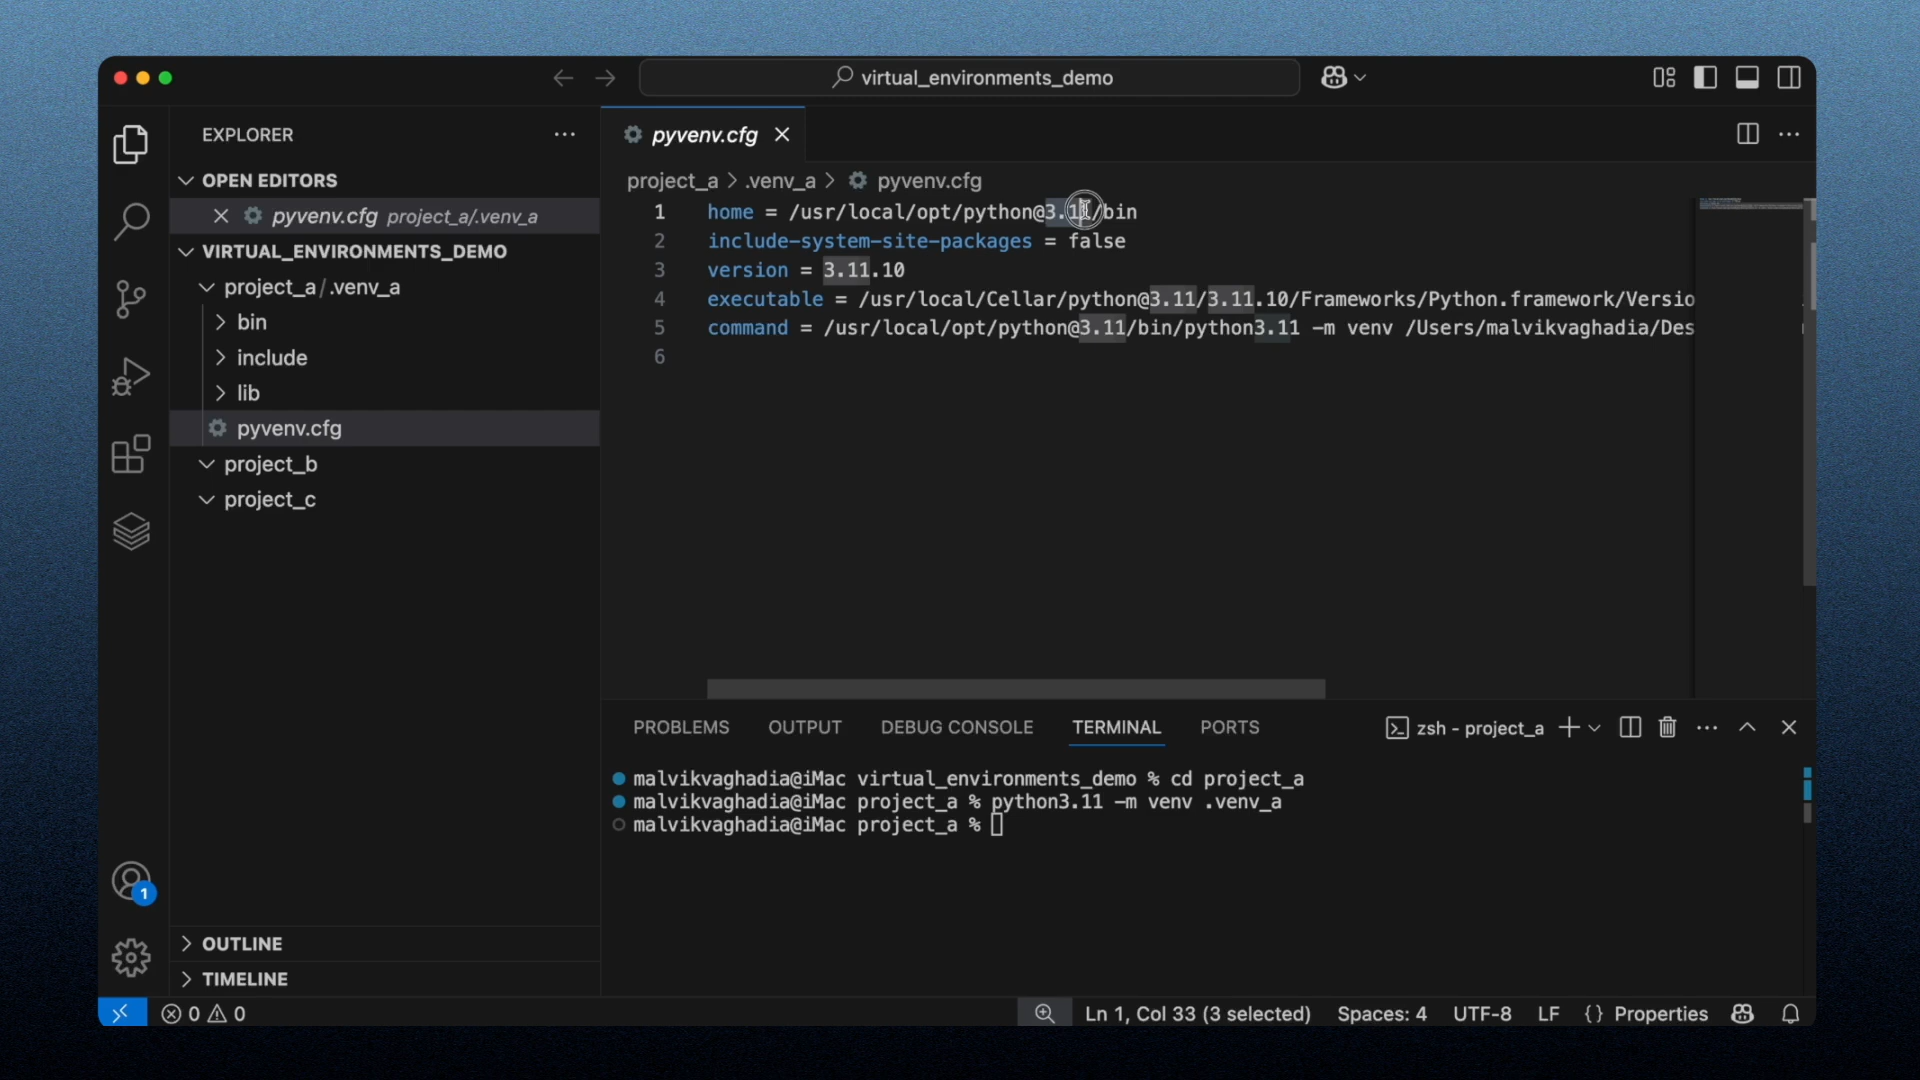 virtual_environments_demo
EXPLORER
OPEN EDITORS
pyvenv.cfg project_a/.venv_a
VIRTUAL_ENVIRONMENTS_DEMO
project_a/.venv_a
bin
include
lib
pyvenv.cfg
project_b
project_c
1
OUTLINE
TIMELINE
pyvenv.cfg
project_a > .venv_a > pyvenv.cfg
1 home = /usr/local/opt/python@3.11/bin
2 include-system-site-packages = false
3 version = 3.11.10
4 executable = /usr/local/Cellar/python@3.11/3.11.10/Frameworks/Python.framework/Versio
5 command = /usr/local/opt/python@3.11/bin/python3.11 -m venv /Users/malvikvaghadia/Des
6
PROBLEMS OUTPUT DEBUG CONSOLE TERMINAL PORTS zsh - project_a
malvikvaghadia@iMac virtual_environments_demo % cd project_a
malvikvaghadia@iMac project_a % python3.11 -m venv .venv_a
malvikvaghadia@iMac project_a %
0 0 Ln 1, Col 33 (3 selected) Spaces: 4 UTF-8 LF {} Properties